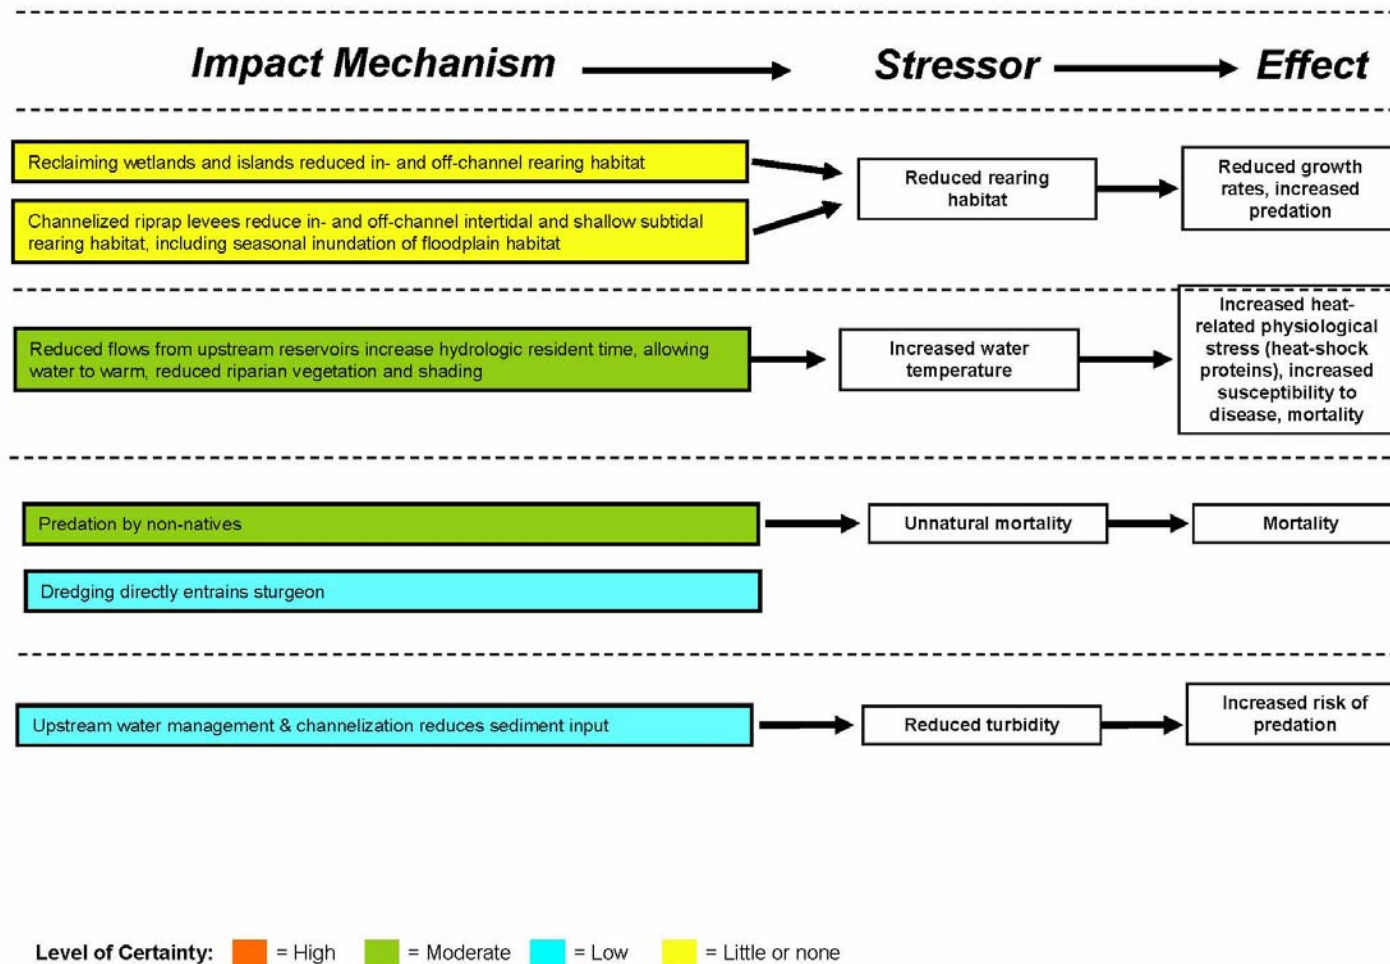 Impact Mechanism Stressor Effect
Reclaiming wetlands and islands reduced in- and off-channel rearing habitat
Channelized riprap levees reduce in- and off-channel intertidal and shallow subtidal
rearing habitat, including seasonal inundation of floodplain habitat
Reduced rearing
habitat
Reduced growth
rates, increased
predation
Reduced flows from upstream reservoirs increase hydrologic resident time, allowing
water to warm, reduced riparian vegetation and shading
Increased water
temperature
Increased heat-
related physiological
stress (heat-shock
proteins), increased
susceptibility to
disease, mortality
Predation by non-natives
Unnatural mortality
Mortality
Dredging directly entrains sturgeon
Upstream water management & channelization reduces sediment input
Reduced turbidity
Increased risk of
predation
Level of Certainty: = High = Moderate = Low = Little or none